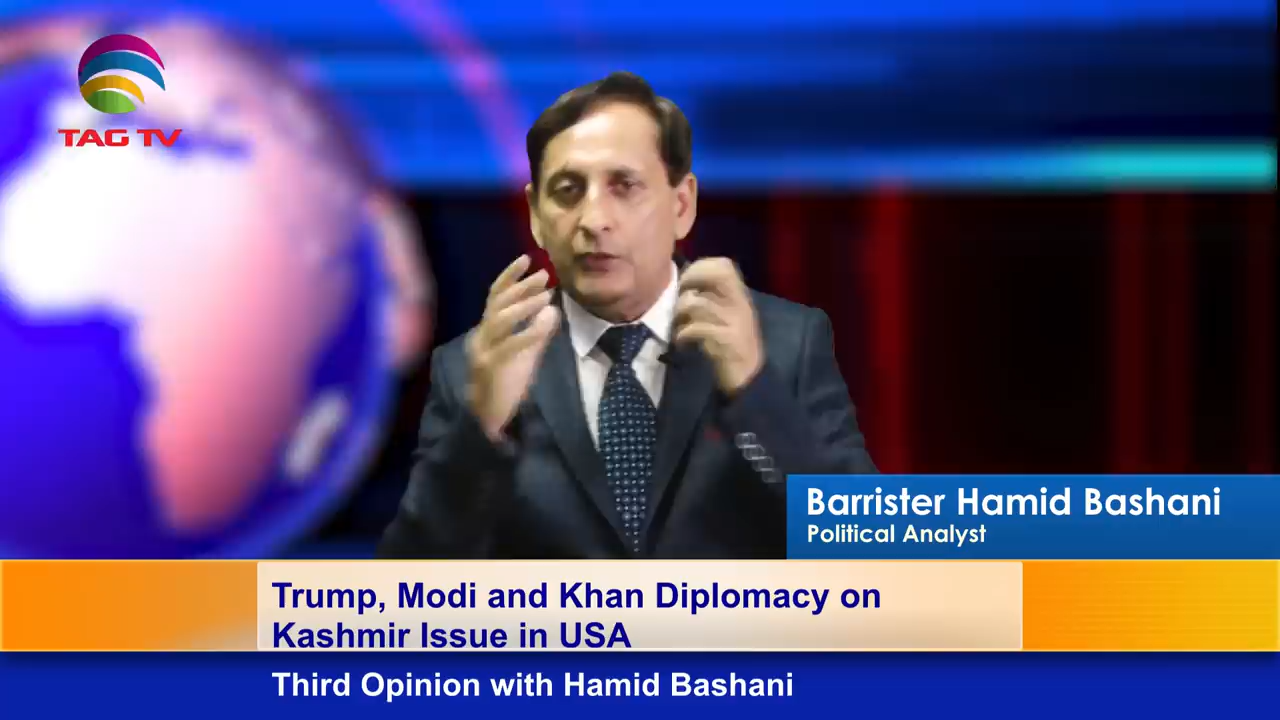 TAG TV
Barrister Hamid Bashani
Political Analyst
Trump, Modi and Khan Diplomacy on
Kashmir Issue in USA
Third Opinion with Hamid Bashani